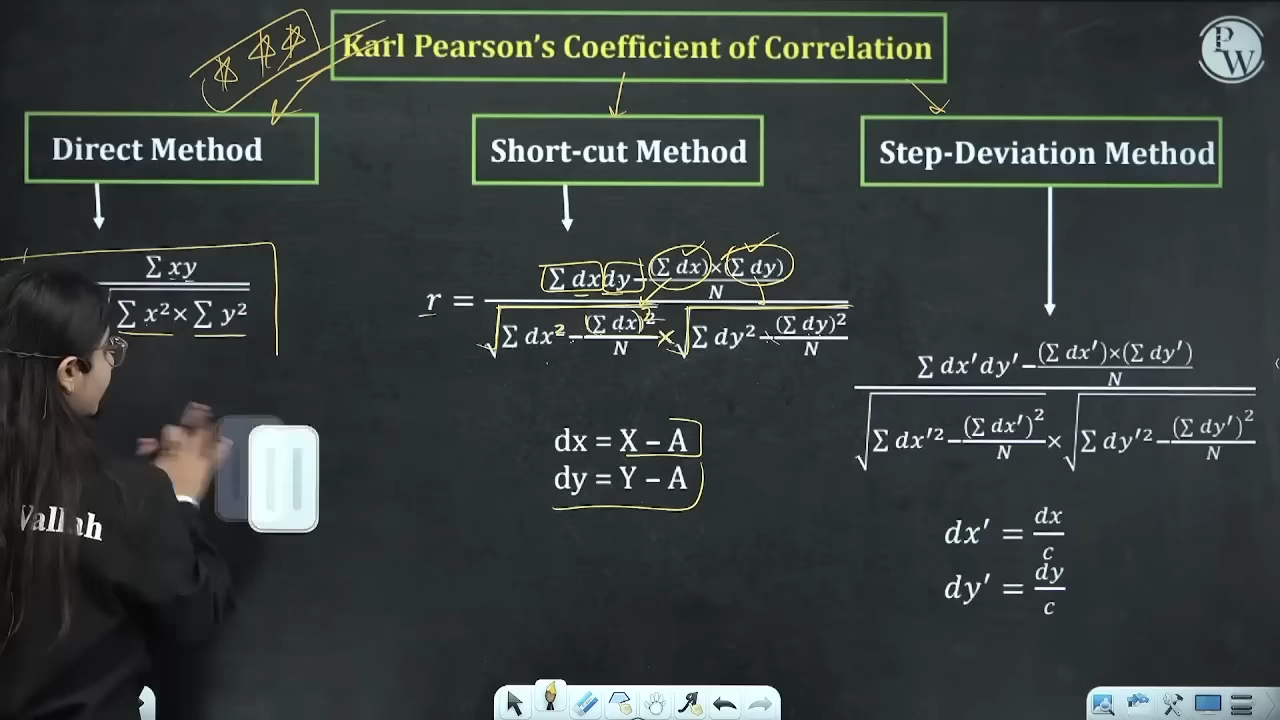 Karl Pearson's Coefficient of Correlation
PW
Direct Method
Short-cut Method
Step-Deviation Method
∑ xy
∑ x² × ∑ y²
r = 
∑ dxdy − (∑ dx)×(∑ dy)
N
√∑ dx² − (∑ dx)² × √∑ dy² − (∑ dy)²
N N
∑ dx′dy′ − (∑ dx′)×(∑ dy′)
N
√∑ dx′² − (∑ dx′)² × √∑ dy′² − (∑ dy′)²
N N
dx = X − A
dy = Y − A
dx′ = dx
c
dy′ = dy
c
Wallah